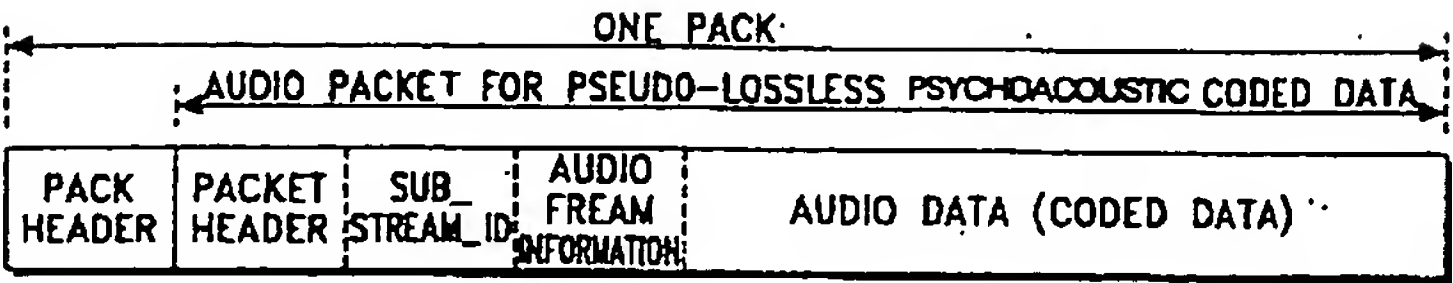 ONE PACK
AUDIO PACKET FOR PSEUDO-LOSSLESS PSYCHOACOUSTIC CODED DATA
PACK
HEADER
PACKET
HEADER
SUB_
STREAM_ID
AUDIO
FREAM
INFORMATION
AUDIO DATA (CODED DATA)